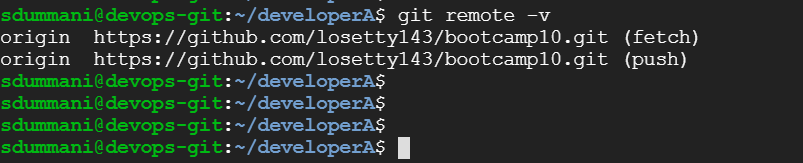 sdummani@devops-git:~/developerA$ git remote -v
origin  https://github.com/losetty143/bootcamp10.git (fetch)
origin  https://github.com/losetty143/bootcamp10.git (push)
sdummani@devops-git:~/developerA$
sdummani@devops-git:~/developerA$
sdummani@devops-git:~/developerA$
sdummani@devops-git:~/developerA$